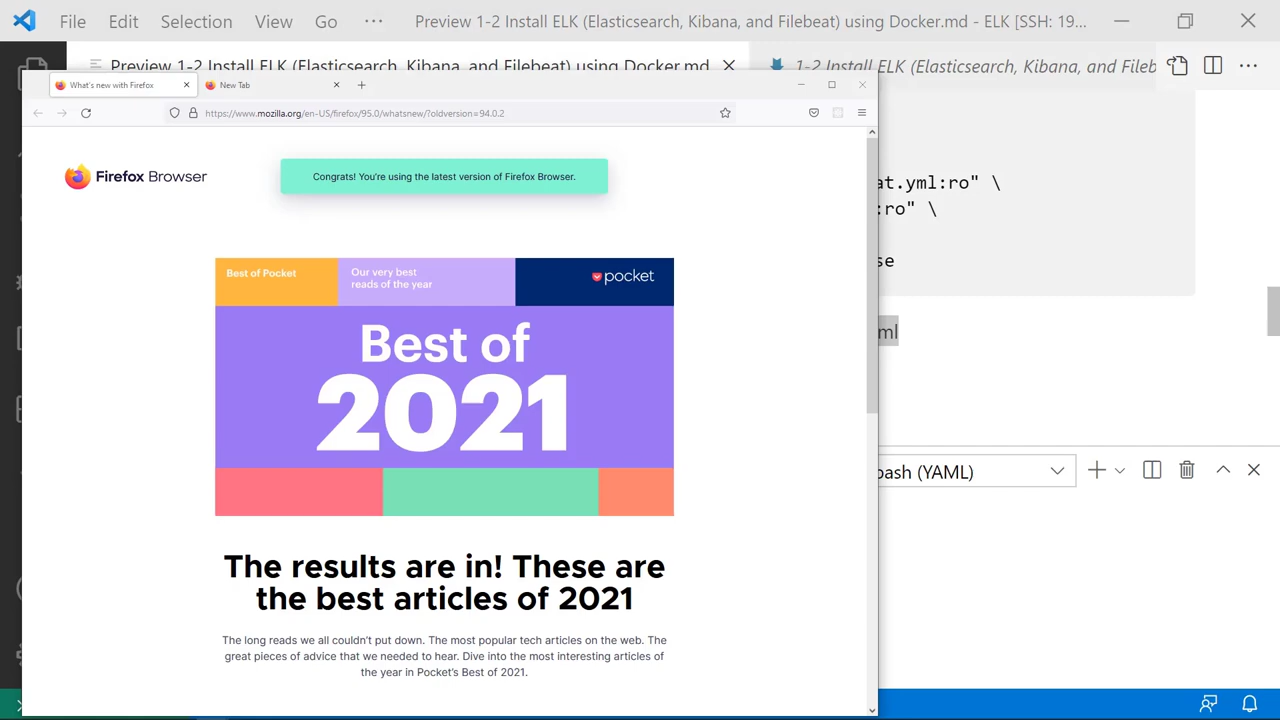 File Edit Selection View Go ··· Preview 1-2 Install ELK (Elasticsearch, Kibana, and Filebeat) using Docker.md - ELK [SSH: 19...
Preview 1-2 Install ELK (Elasticsearch, Kibana, and Filebeat) using Docker.md
1-2 Install ELK (Elasticsearch, Kibana, and Fileb
What's new with Firefox
New Tab
https://www.mozilla.org/en-US/firefox/95.0/whatsnew/?oldversion=94.0.2
Firefox Browser
Congrats! You're using the latest version of Firefox Browser.
at.yml:ro" \
:ro" \
se
ml
Best of Pocket
Our very best
reads of the year
pocket
Best of
2021
bash (YAML)
The results are in! These are
the best articles of 2021
The long reads we all couldn't put down. The most popular tech articles on the web. The
great pieces of advice that we needed to hear. Dive into the most interesting articles of
the year in Pocket's Best of 2021.